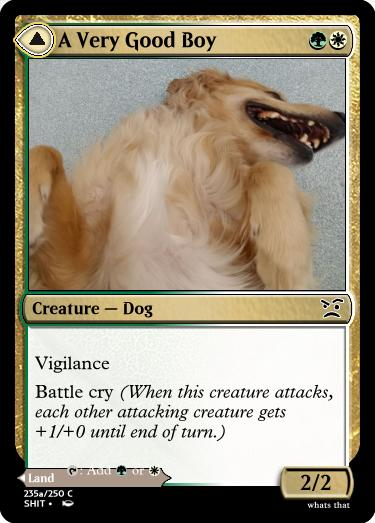 A Very Good Boy
Creature — Dog
Vigilance
Battle cry (When this creature attacks,
each other attacking creature gets
+1/+0 until end of turn.)
: Add or
Land
2/2
235a/250 C
SHIT •
whats that